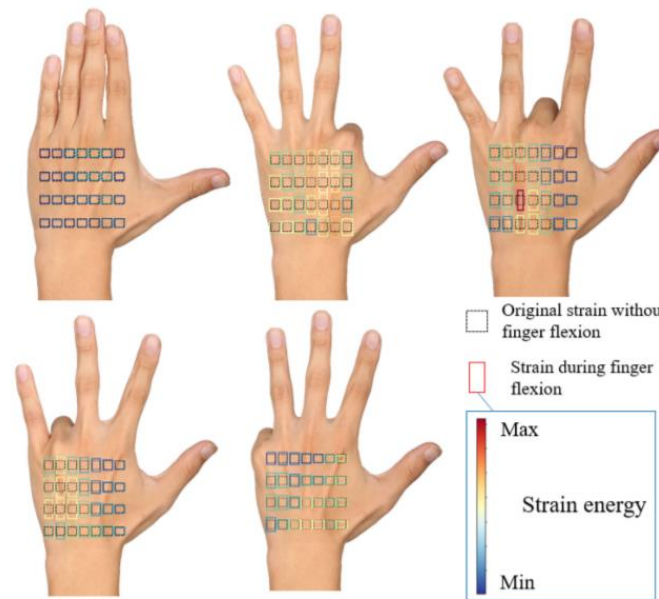 Original strain without
finger flexion
Strain during finger
flexion
Max
Strain energy
Min